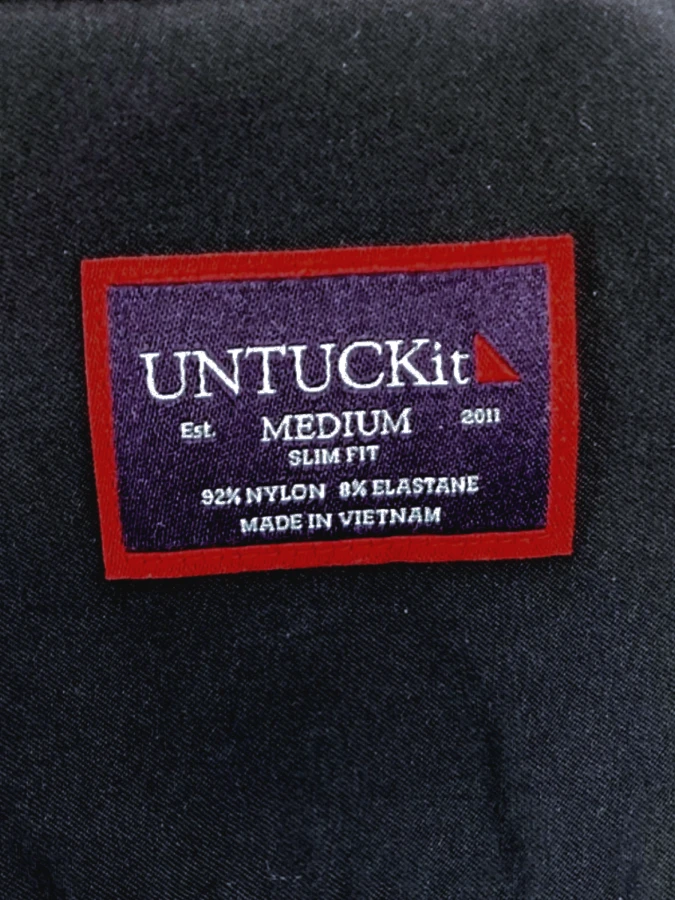 UNTUCKit
Est. MEDIUM 2011
SLIM FIT
92% NYLON 8% ELASTANE
MADE IN VIETNAM